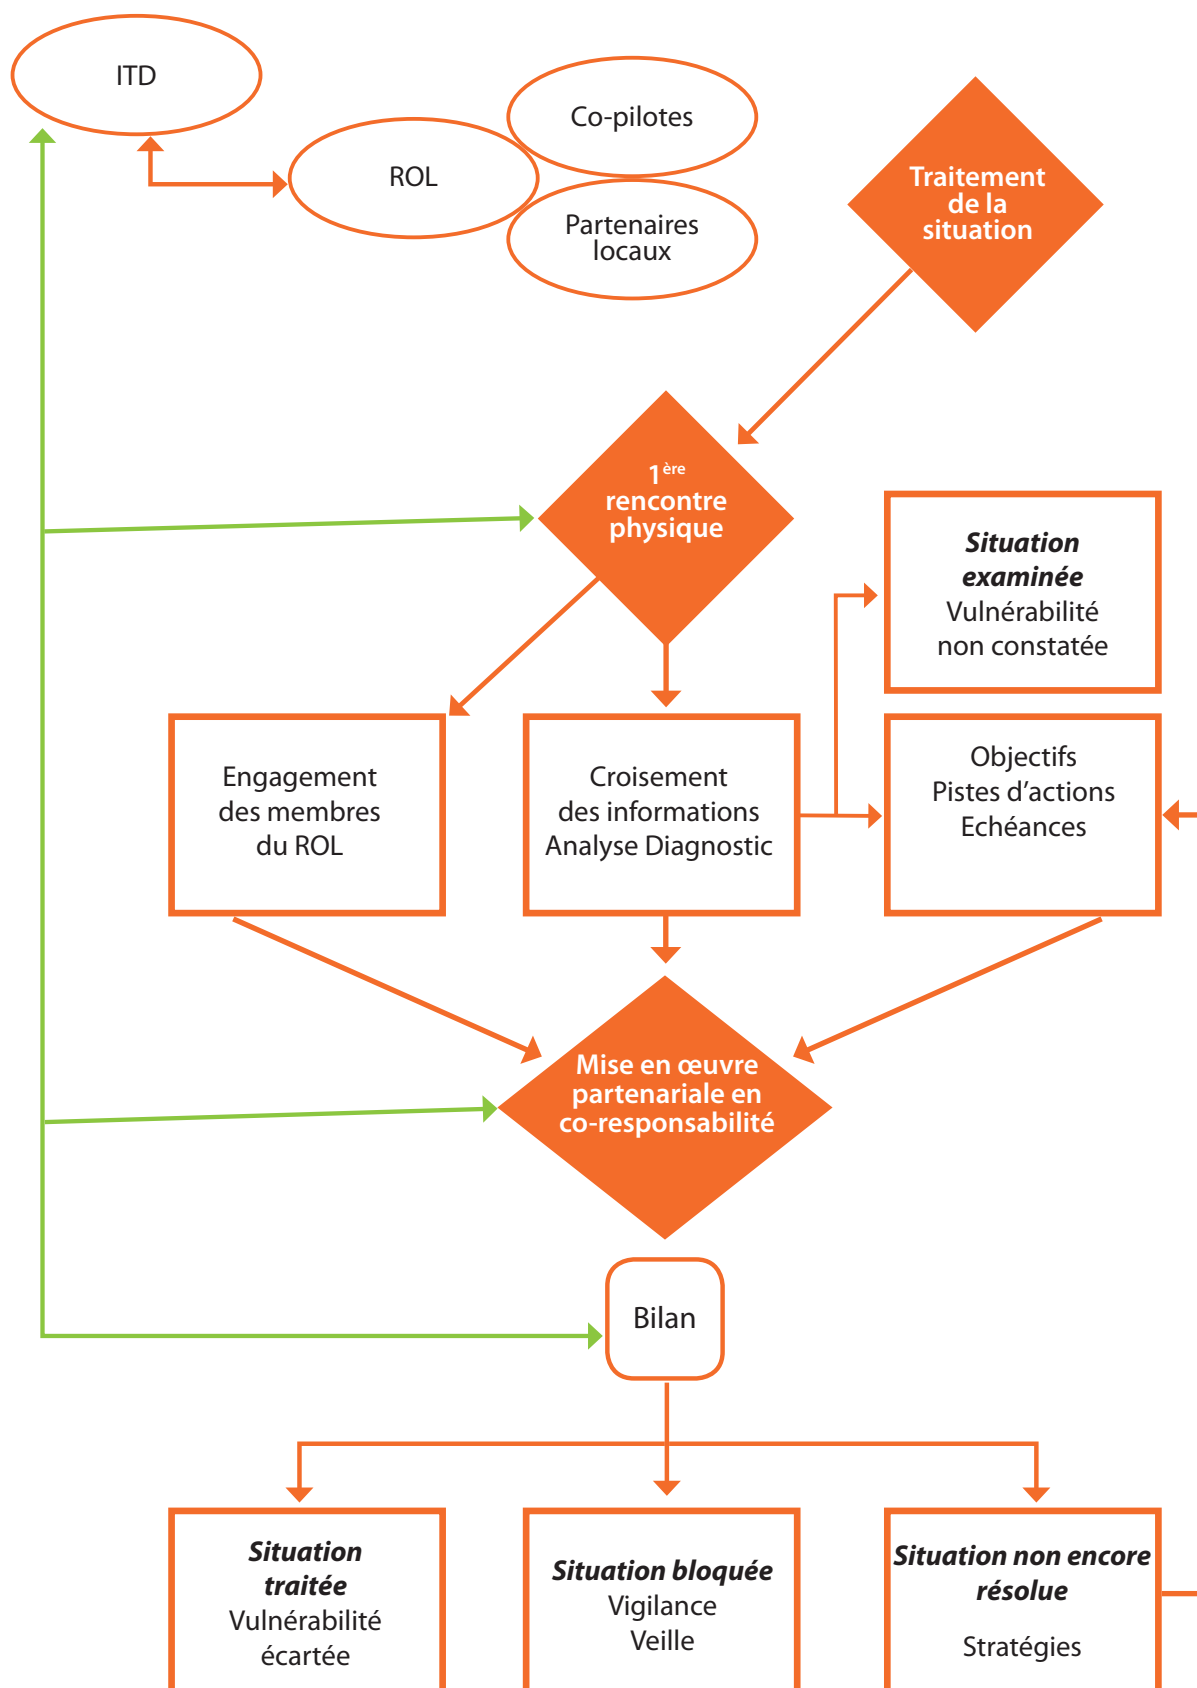 ITD
ROL
Co-pilotes
Partenaires
locaux
Traitement
de la
situation
1ère
rencontre
physique
Situation
examinée
Vulnérabilité
non constatée
Engagement
des membres
du ROL
Croisement
des informations
Analyse Diagnostic
Objectifs
Pistes d’actions
Echéances
Mise en œuvre
partenariale en
co-responsabilité
Bilan
Situation
traitée
Vulnérabilité
écartée
Situation bloquée
Vigilance
Veille
Situation non encore
résolue
Stratégies